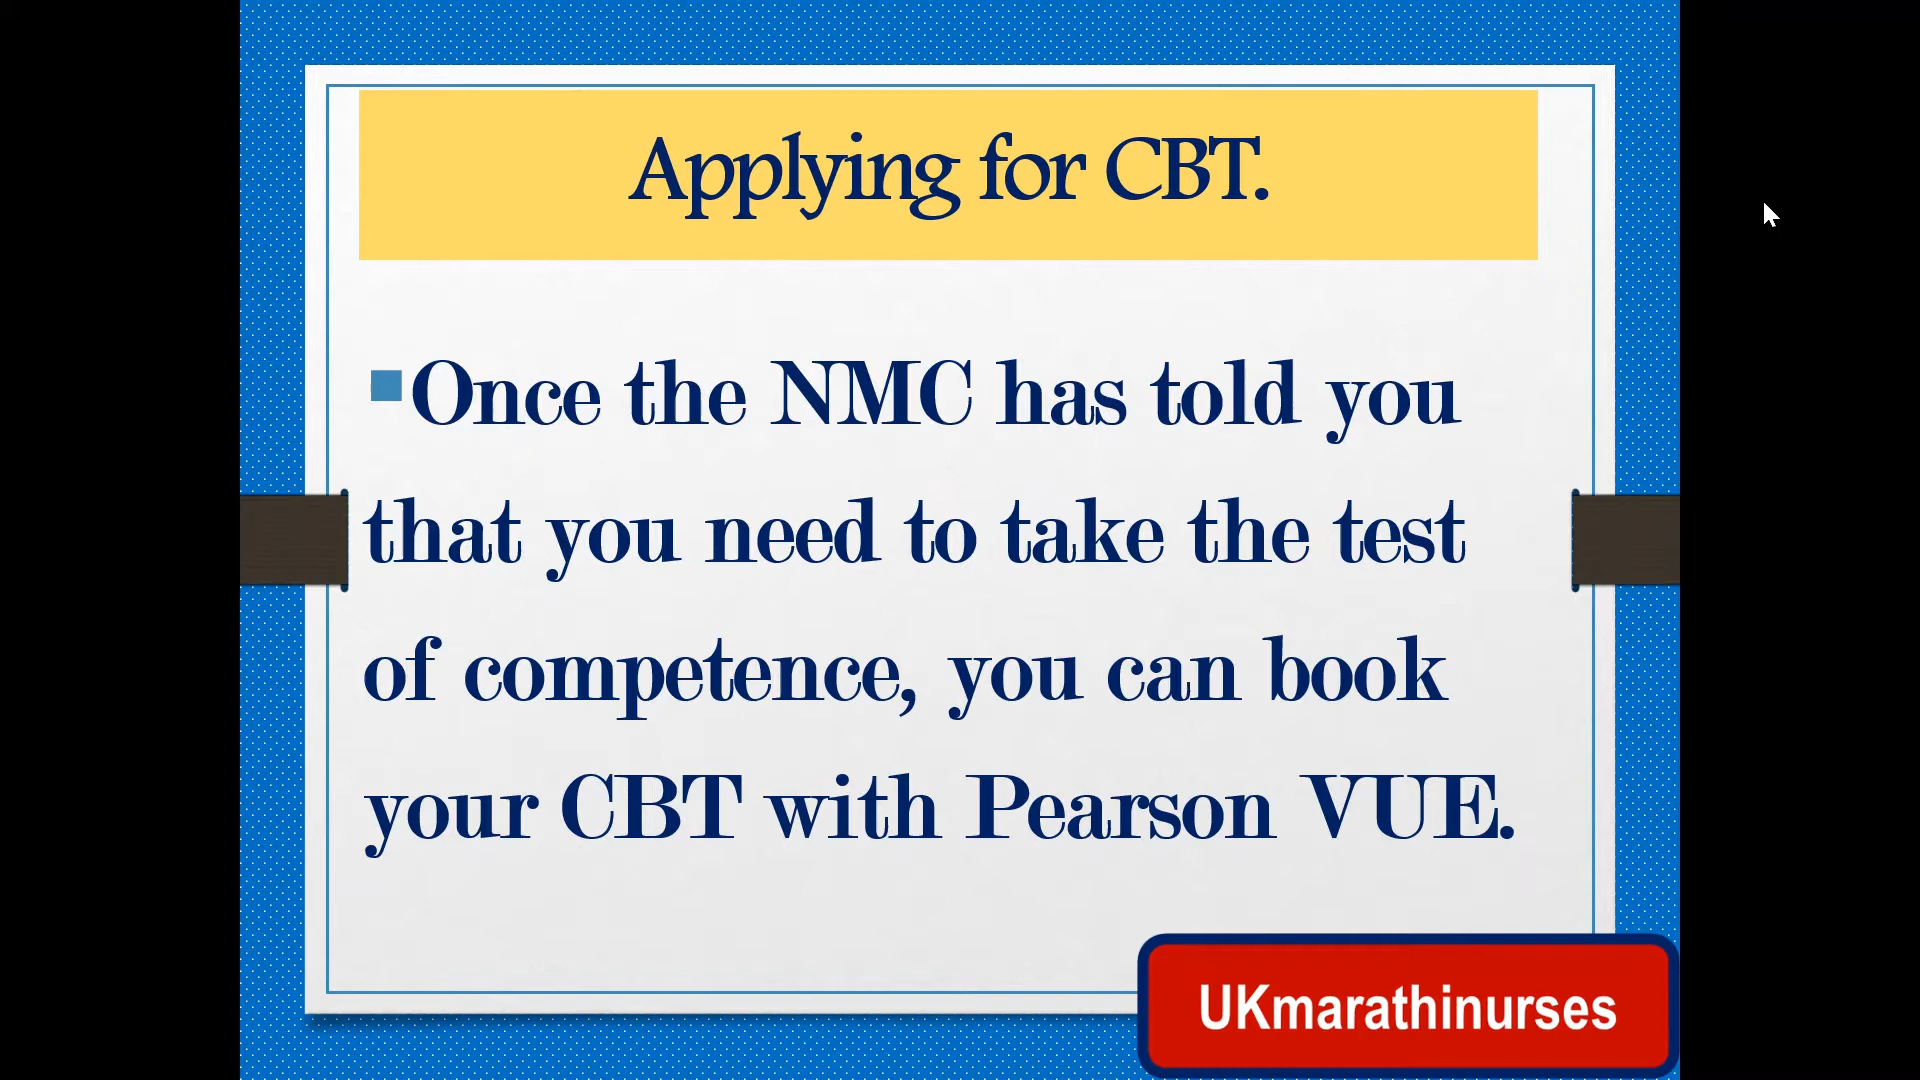 Applying for CBT.
Once the NMC has told you
that you need to take the test
of competence, you can book
your CBT with Pearson VUE.
UKmarathinurses